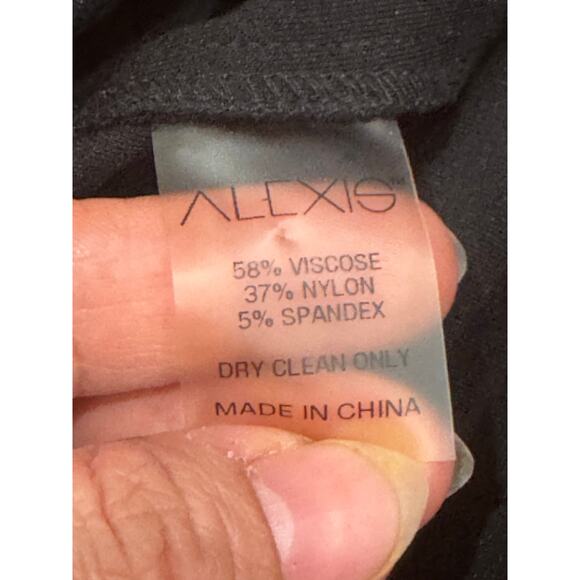 ALEXIS
58% VISCOSE
37% NYLON
5% SPANDEX
DRY CLEAN ONLY
MADE IN CHINA